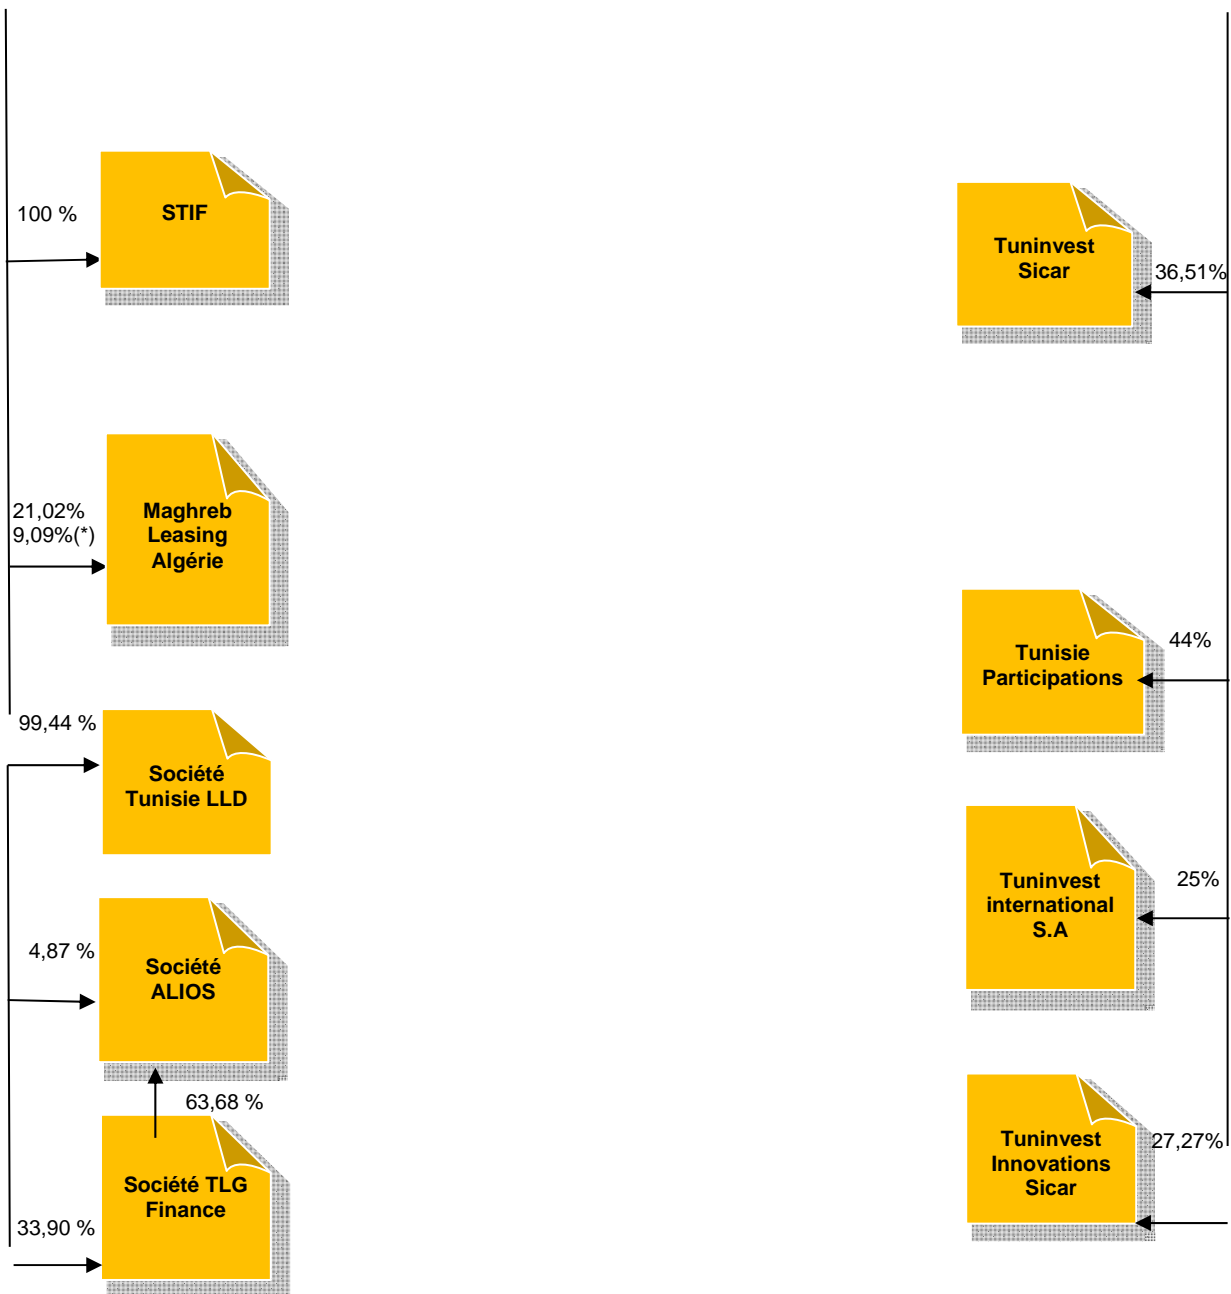 100 %
STIF
21,02%
9,09%(*)
Maghreb
Leasing
Algérie
99,44 %
Société
Tunisie LLD
4,87 %
Société
ALIOS
63,68 %
Société TLG
Finance
33,90 %
Tuninvest
Sicar
36,51%
Tunisie
Participations
44%
Tuninvest
international
S.A
25%
Tuninvest
Innovations
Sicar
27,27%